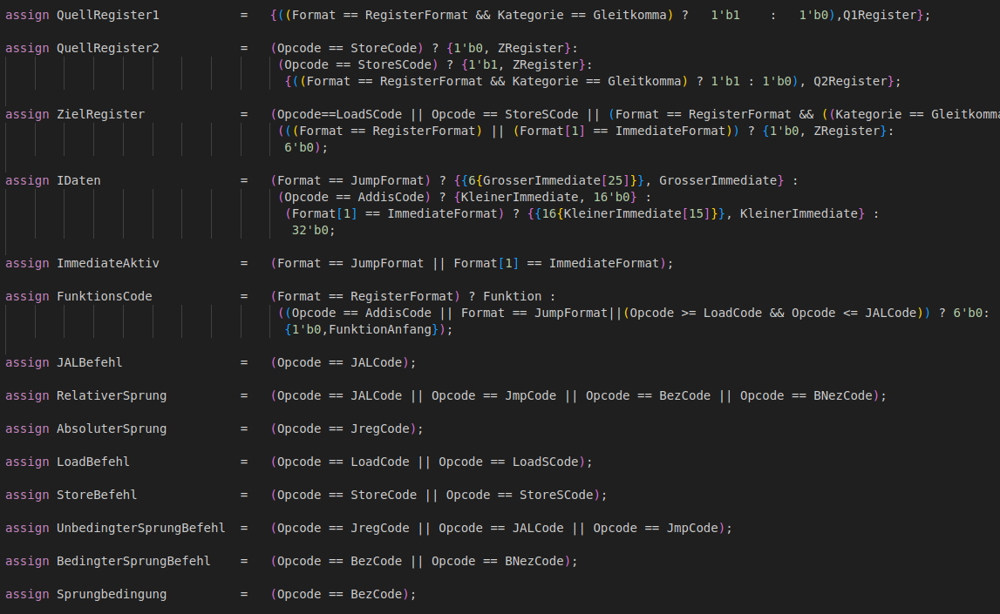 assign QuellRegister1 = {((Format == RegisterFormat && Kategorie == Gleitkomma) ? 1'b1 : 1'b0),Q1Register};
assign QuellRegister2 = (Opcode == StoreCode) ? {1'b0, ZRegister}:
(Opcode == StoreSCode) ? {1'b1, ZRegister}:
{((Format == RegisterFormat && Kategorie == Gleitkomma) ? 1'b1 : 1'b0), Q2Register};
assign ZielRegister = (Opcode==LoadSCode || Opcode == StoreSCode || (Format == RegisterFormat && ((Kategorie == Gleitkomma
(((Format == RegisterFormat) || (Format[1] == ImmediateFormat)) ? {1'b0, ZRegister}:
6'b0);
assign IDaten = (Format == JumpFormat) ? {{6{GrosserImmediate[25]}}, GrosserImmediate} :
(Opcode == AddisCode) ? {KleinerImmediate, 16'b0} :
(Format[1] == ImmediateFormat) ? {{16{KleinerImmediate[15]}}, KleinerImmediate} :
32'b0;
assign ImmediateAktiv = (Format == JumpFormat || Format[1] == ImmediateFormat);
assign FunktionsCode = (Format == RegisterFormat) ? Funktion :
((Opcode == AddisCode || Format == JumpFormat||(Opcode >= LoadCode && Opcode <= JALCode)) ? 6'b0:
{1'b0,FunktionAnfang});
assign JALBefehl = (Opcode == JALCode);
assign RelativerSprung = (Opcode == JALCode || Opcode == JmpCode || Opcode == BezCode || Opcode == BNezCode);
assign AbsoluterSprung = (Opcode == JregCode);
assign LoadBefehl = (Opcode == LoadCode || Opcode == LoadSCode);
assign StoreBefehl = (Opcode == StoreCode || Opcode == StoreSCode);
assign UnbedingterSprungBefehl = (Opcode == JregCode || Opcode == JALCode || Opcode == JmpCode);
assign BedingterSprungBefehl = (Opcode == BezCode || Opcode == BNezCode);
assign Sprungbedingung = (Opcode == BezCode);